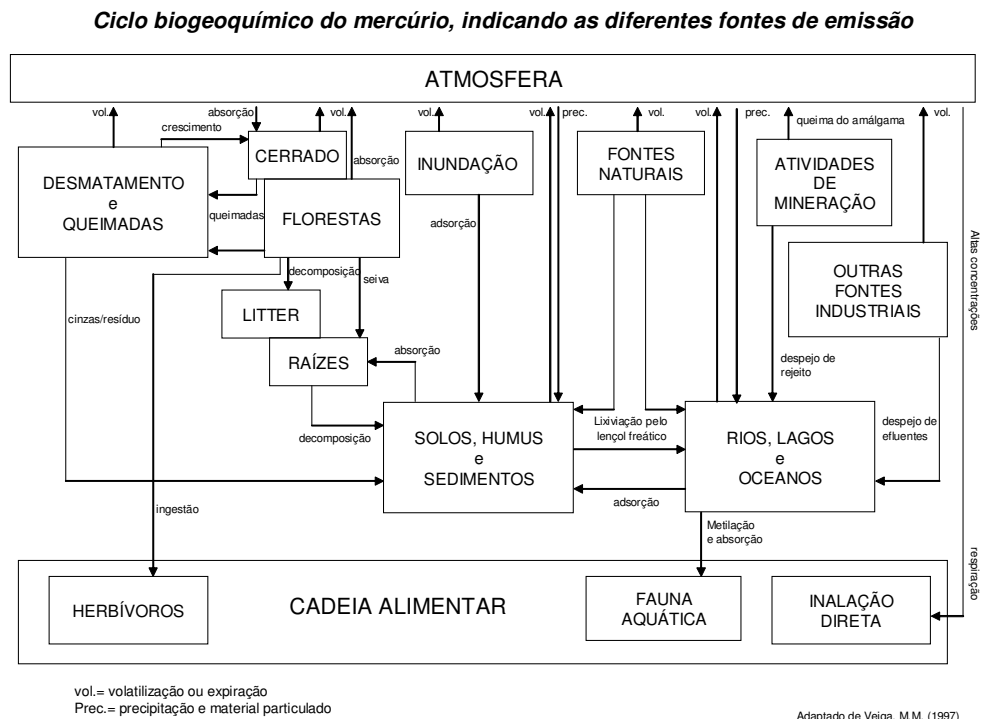 Ciclo biogeoquímico do mercúrio, indicando as diferentes fontes de emissão
ATMOSFERA
vol.
absorção
vol.
vol.
vol.
prec.
vol.
vol.
prec.
queima do amálgama
vol.
crescimento
CERRADO
absorção
DESMATAMENTO
e
QUEIMADAS
queimadas
FLORESTAS
INUNDAÇÃO
FONTES
NATURAIS
ATIVIDADES
DE
MINERAÇÃO
adsorção
Altas concentrações
OUTRAS
FONTES
INDUSTRIAIS
decomposição
seiva
cinzas/resíduo
LITTER
RAÍZES
absorção
despejo de
rejeito
decomposição
SOLOS, HUMUS
e
SEDIMENTOS
Lixiviação pelo
lençol freático
RIOS, LAGOS
e
OCEANOS
despejo de
efluentes
adsorção
ingestão
Metilação
e absorção
respiração
HERBÍVOROS
CADEIA ALIMENTAR
FAUNA
AQUÁTICA
INALAÇÃO
DIRETA
vol.= volatilização ou expiração
Prec.= precipitação e material particulado
Adaptado de Veiga, M.M. (1997)